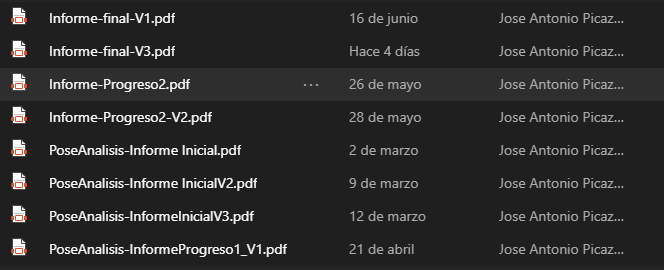 Informe-final-V1.pdf 16 de junio Jose Antonio Picaz...
Informe-final-V3.pdf Hace 4 días Jose Antonio Picaz...
Informe-Progreso2.pdf ... 26 de mayo Jose Antonio Picaz...
Informe-Progreso2-V2.pdf 28 de mayo Jose Antonio Picaz...
PoseAnalisis-Informe Inicial.pdf 2 de marzo Jose Antonio Picaz...
PoseAnalisis-Informe InicialV2.pdf 9 de marzo Jose Antonio Picaz...
PoseAnalisis-InformeInicialV3.pdf 12 de marzo Jose Antonio Picaz...
PoseAnalisis-InformeProgreso1_V1.pdf 21 de abril Jose Antonio Picaz...